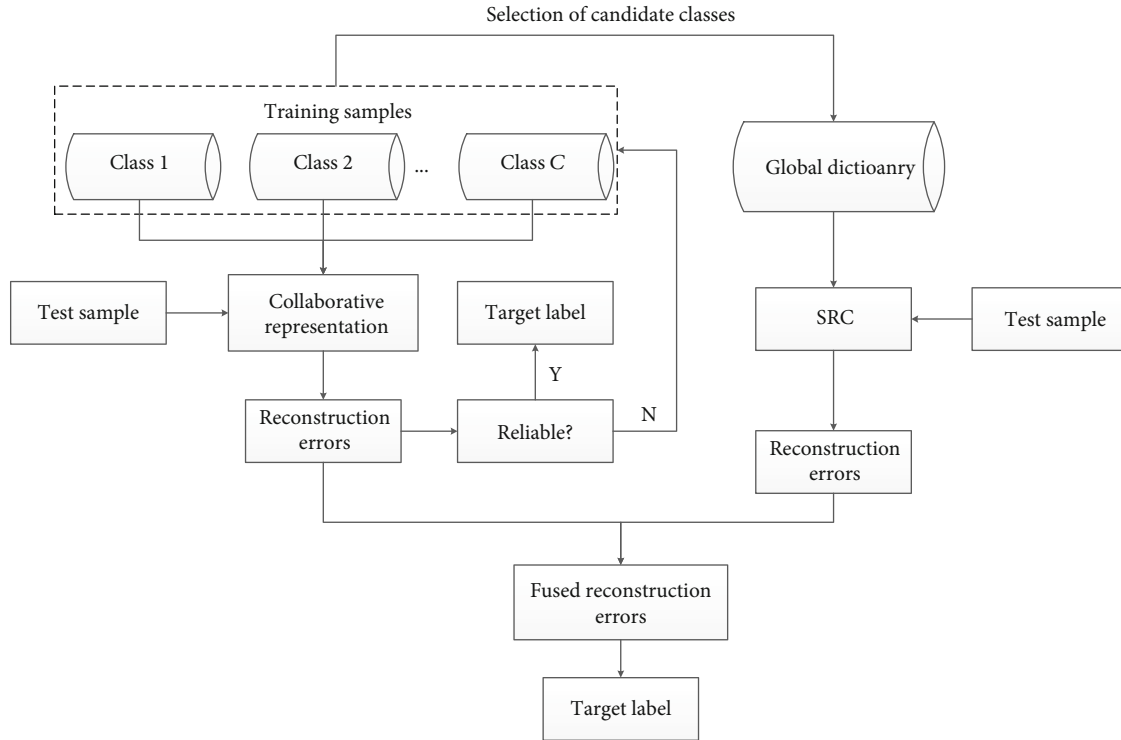 Selection of candidate classes
Training samples
Class 1
Class 2
...
Class C
Global dictioanry
Test sample
Collaborative
representation
Target label
SRC
Test sample
Y
N
Reconstruction
errors
Reliable?
Reconstruction
errors
Fused reconstruction
errors
Target label